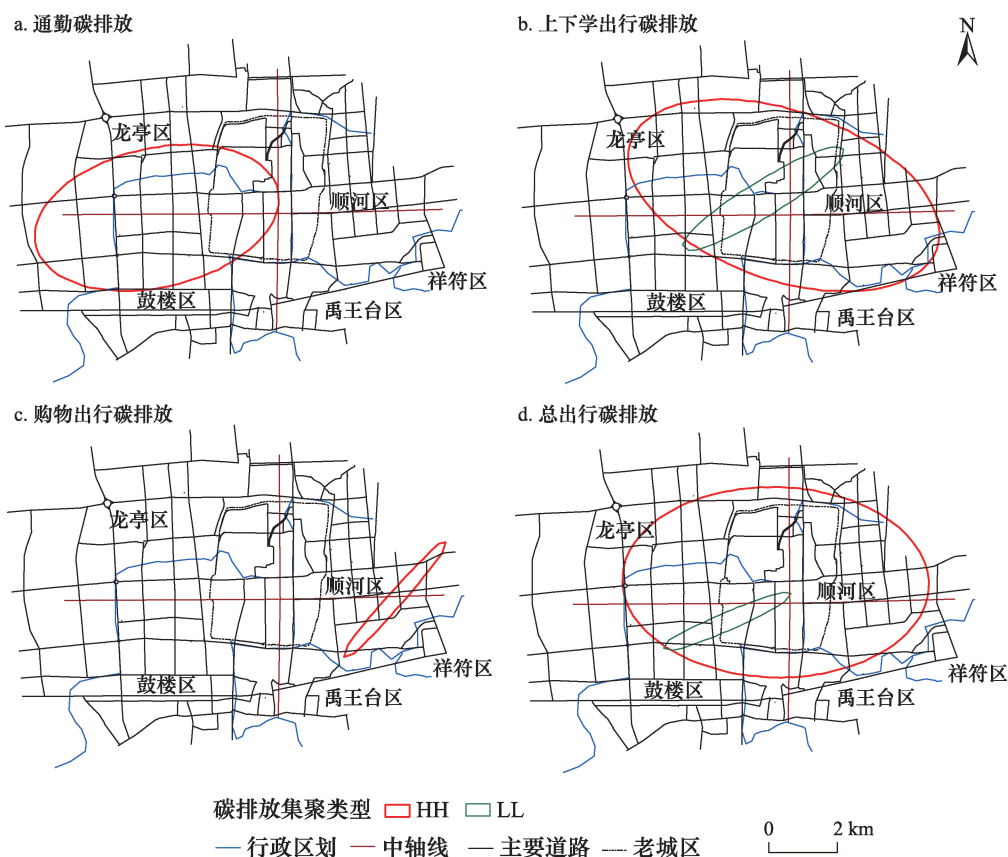 a. 通勤碳排放
b. 上下学出行碳排放
N
龙亭区
顺河区
祥符区
鼓楼区
禹王台区
龙亭区
顺河区
祥符区
鼓楼区
禹王台区
c. 购物出行碳排放
d. 总出行碳排放
龙亭区
顺河区
祥符区
鼓楼区
禹王台区
龙亭区
顺河区
祥符区
鼓楼区
禹王台区
碳排放集聚类型 HH LL
行政区划 中轴线 主要道路 老城区
0 2 km